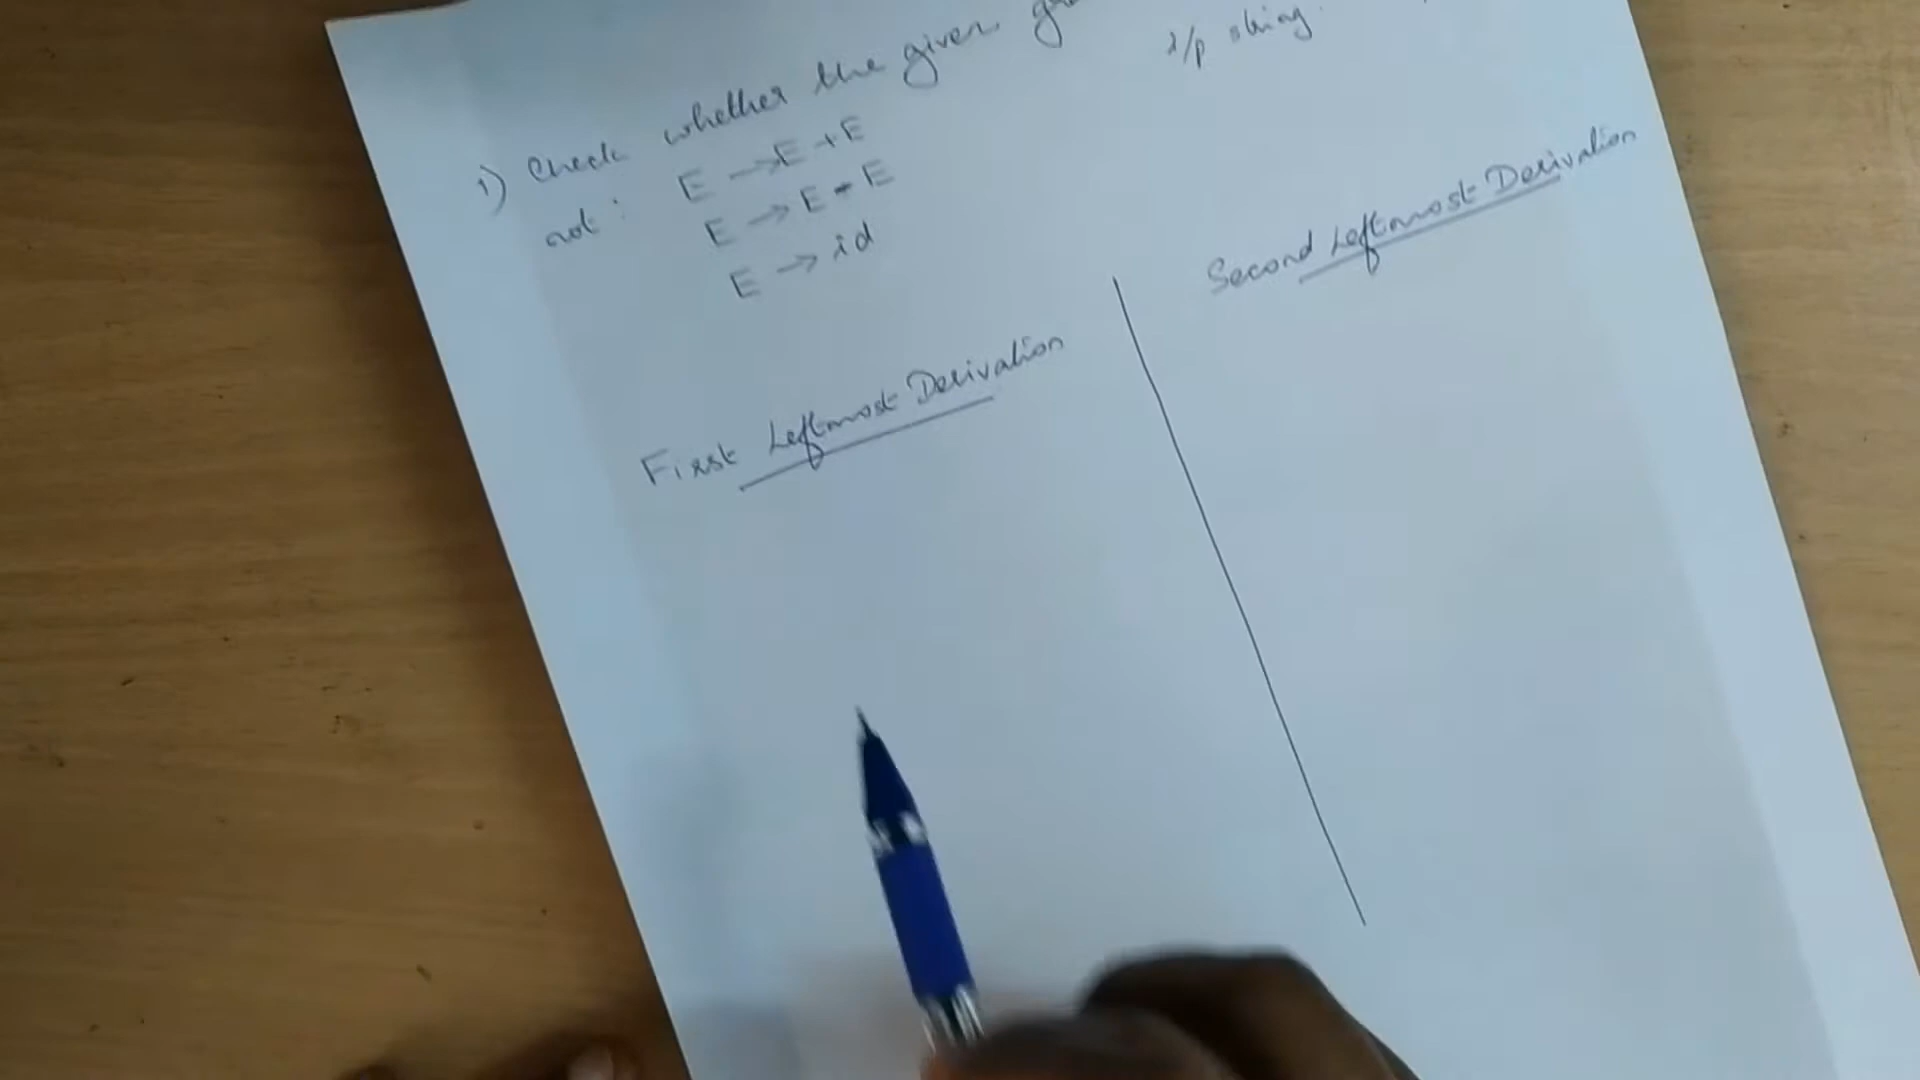 1) Check whether the given
i/p string.
not :
E → E + E
E → E - E
E → id
First Leftmost Derivation
Second Leftmost Derivation